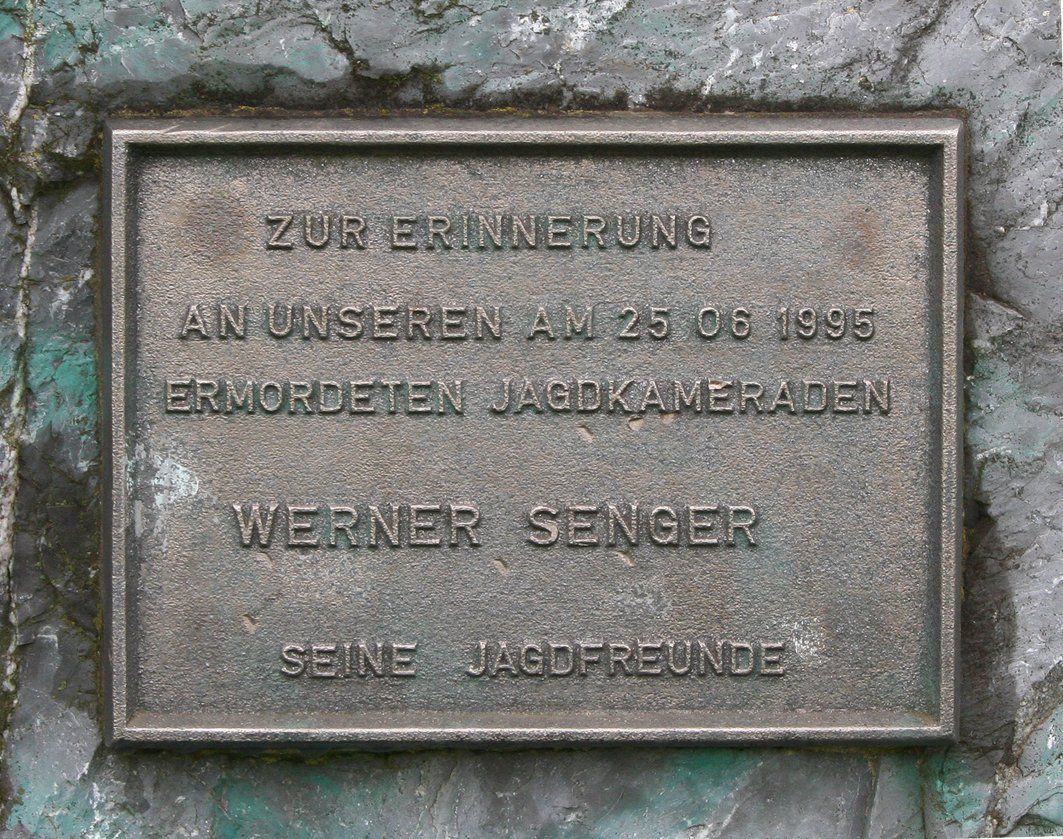 ZUR ERINNERUNG
AN UNSEREN AM 25 06 1995
ERMORDETEN JAGDKAMERADEN
WERNER SENGER
SEINE JAGDFREUNDE